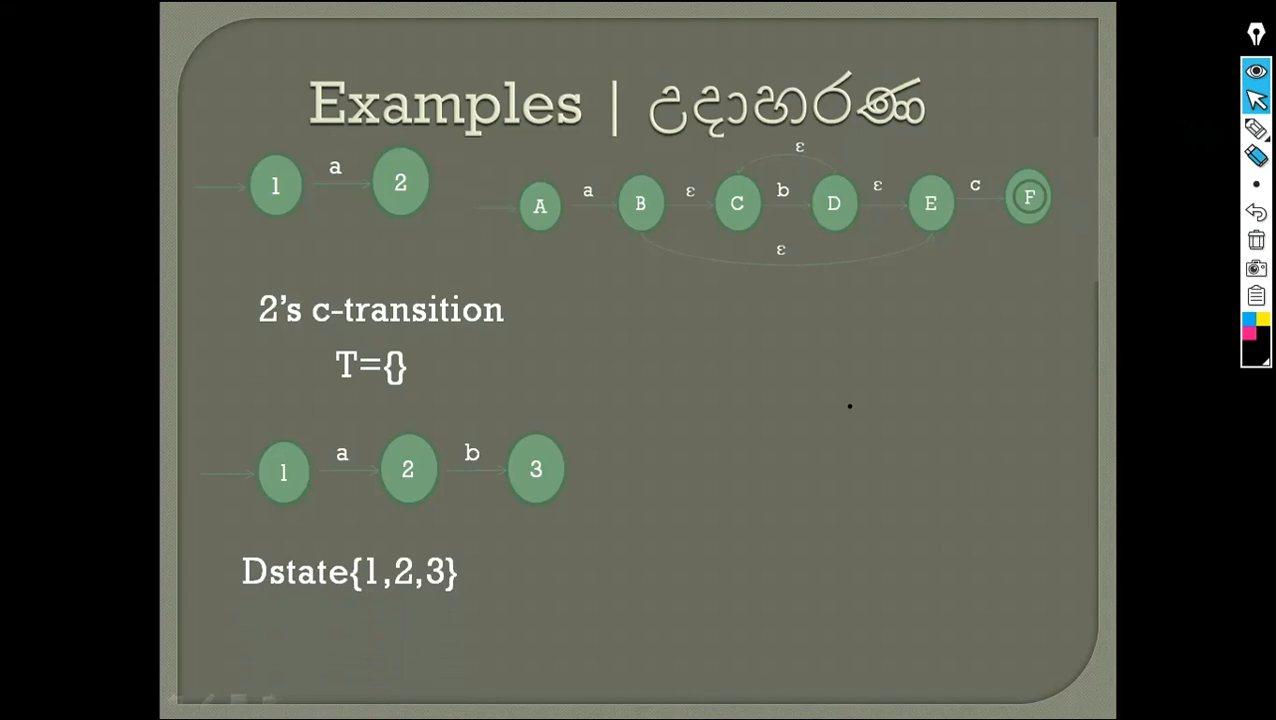 Examples | උදාහරණ
1 a 2
ε
A a B ε C b D ε E c F
ε
2's c-transition
T={}
1 a 2 b 3
Dstate{1,2,3}